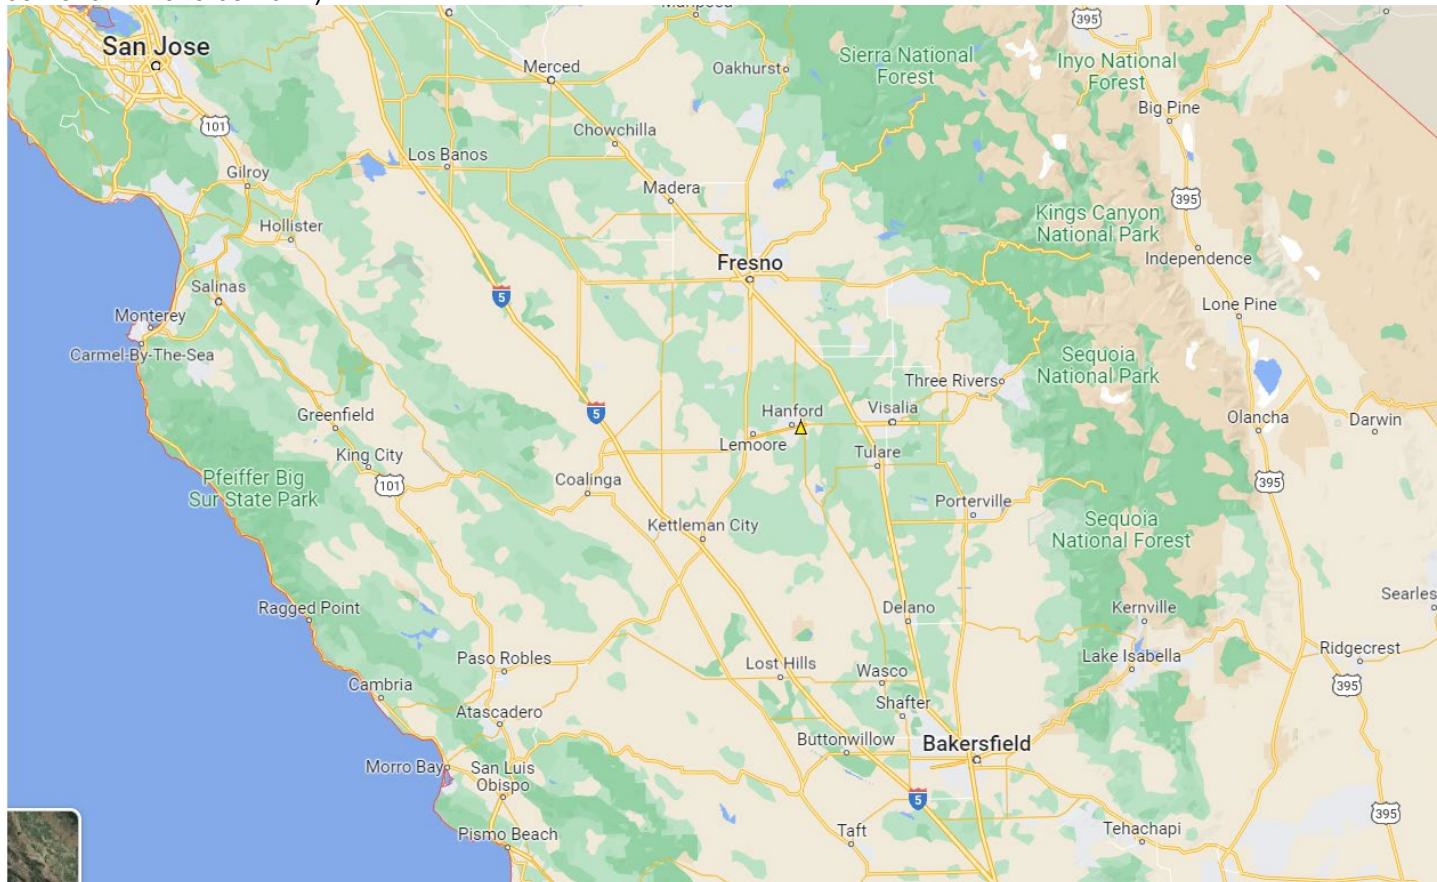 San Jose
Merced
Oakhurst
Sierra National
Forest
395
Inyo National
Forest
Big Pine
101
Chowchilla
Los Banos
Gilroy
Madera
395
Hollister
Kings Canyon
National Park
Fresno
Independence
Salinas
5
Lone Pine
Monterey
Carmel-By-The-Sea
Sequoia
National Park
Three Rivers
5
Greenfield
Hanford
Visalia
Olancha
Darwin
Lemoore
Tulare
King City
Pfeiffer Big
Sur State Park
101
Coalinga
395
Porterville
Kettleman City
Sequoia
National Forest
Ragged Point
Delano
Kernville
Searles
Paso Robles
Lost Hills
Wasco
Lake Isabella
Ridgecrest
Cambria
395
Atascadero
Shafter
Buttonwillow
Bakersfield
Morro Bay
San Luis
Obispo
5
395
Pismo Beach
Taft
Tehachapi